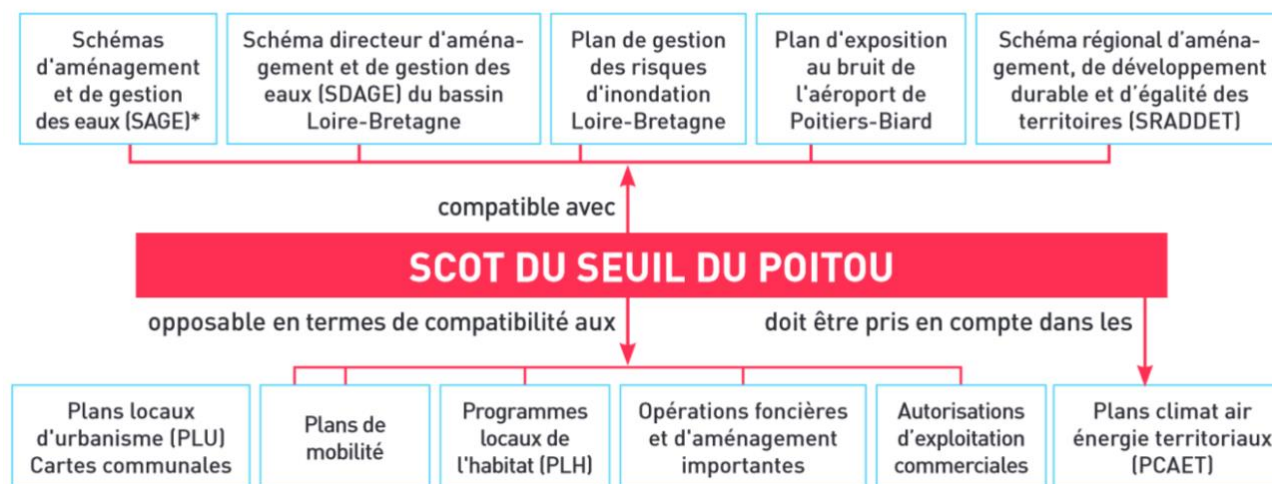 Schémas
d'aménagement
et de gestion
des eaux (SAGE)*
Schéma directeur d'aména-
gement et de gestion des
eaux (SDAGE) du bassin
Loire-Bretagne
Plan de gestion
des risques
d'inondation
Loire-Bretagne
Plan d'exposition
au bruit de
l'aéroport de
Poitiers-Biard
Schéma régional d’aména-
gement, de développement
durable et d’égalité des
territoires (SRADDET)
compatible avec
SCOT DU SEUIL DU POITOU
opposable en termes de compatibilité aux
doit être pris en compte dans les
Plans locaux
d'urbanisme (PLU)
Cartes communales
Plans de
mobilité
Programmes
locaux de
l'habitat (PLH)
Opérations foncières
et d'aménagement
importantes
Autorisations
d’exploitation
commerciales
Plans climat air
énergie territoriaux
(PCAET)